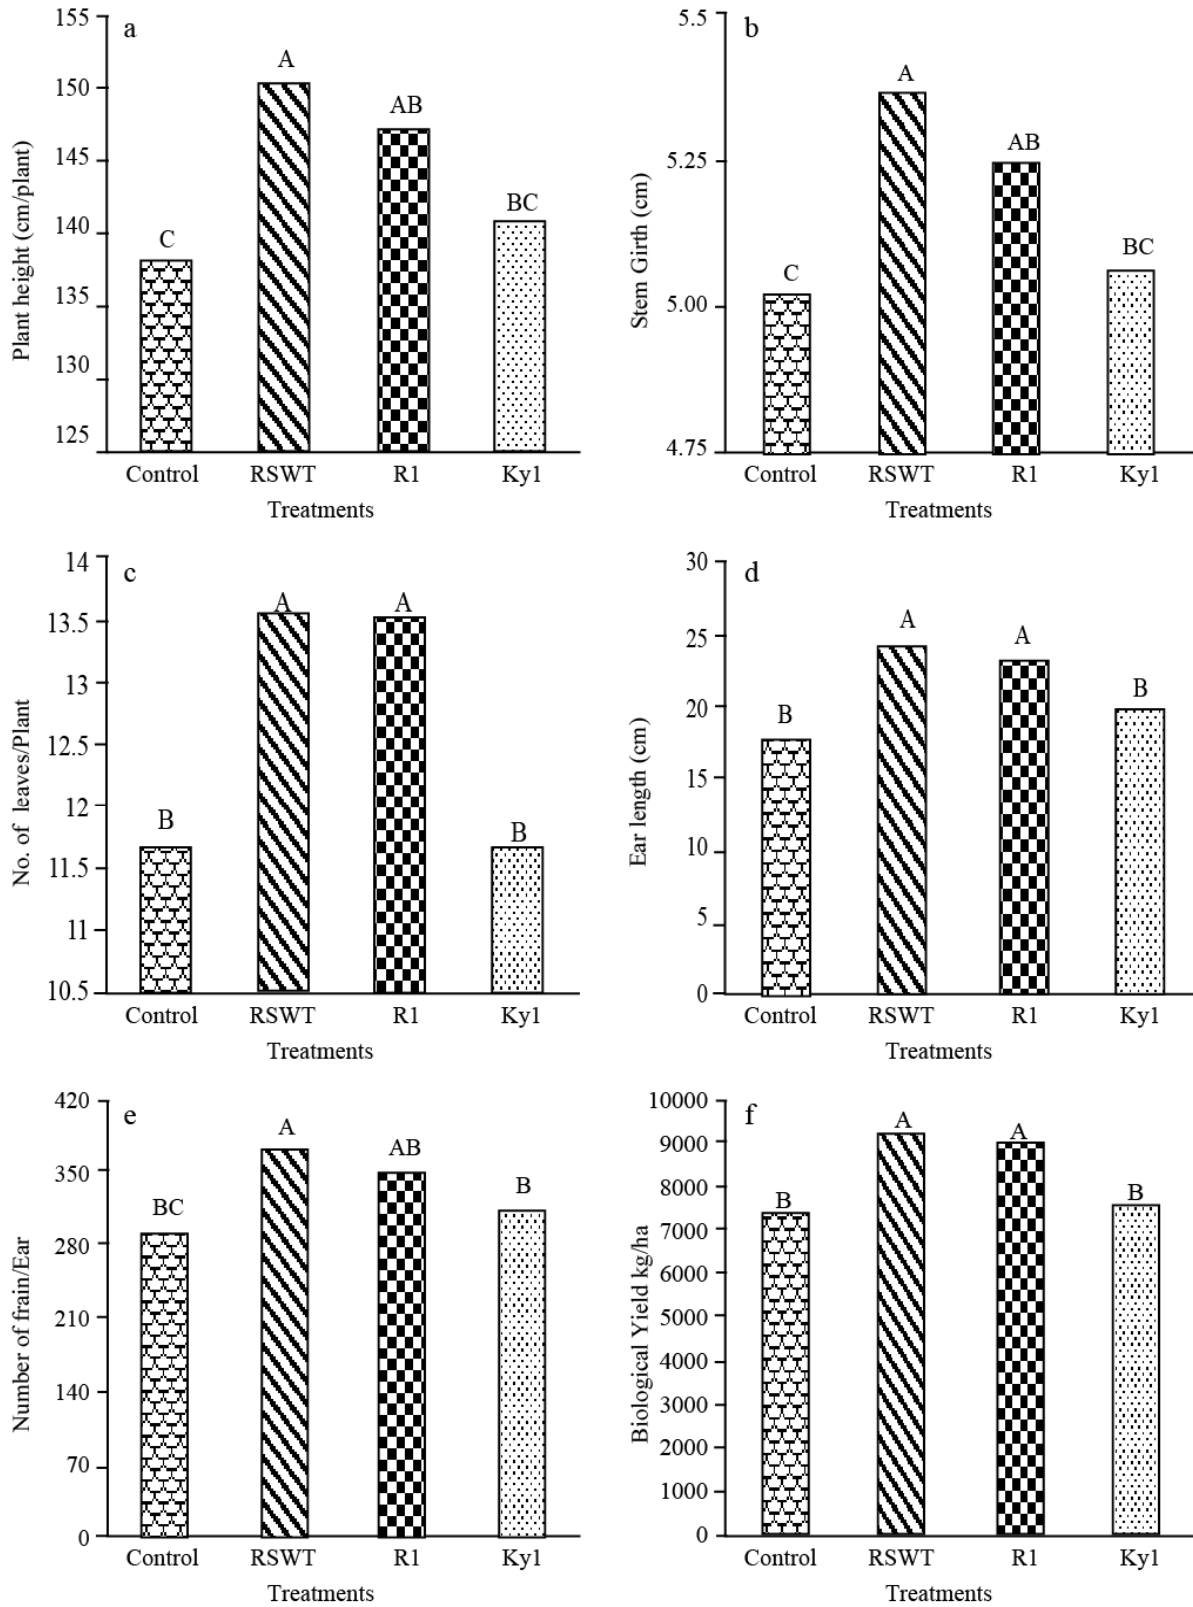 a
155
150
145
140
135
130
125
Plant height (cm/plant)
C
A
AB
BC
Control RSWT R1 Ky1
Treatments
b
5.5
5.25
5.00
4.75
Stem Girth (cm)
C
A
AB
BC
Control RSWT R1 Ky1
Treatments
c
14
13.5
13
12.5
12
11.5
11
10.5
No. of leaves/Plant
B
A
A
B
Control RSWT R1 Ky1
Treatments
d
30
25
20
15
10
5
0
Ear length (cm)
B
A
A
B
Control RSWT R1 Ky1
Treatments
e
420
350
280
210
140
70
0
Number of frain/Ear
BC
A
AB
B
Control RSWT R1 Ky1
Treatments
f
10000
9000
8000
7000
6000
5000
4000
3000
2000
1000
0
Biological Yield kg/ha
B
A
A
B
Control RSWT R1 Ky1
Treatments